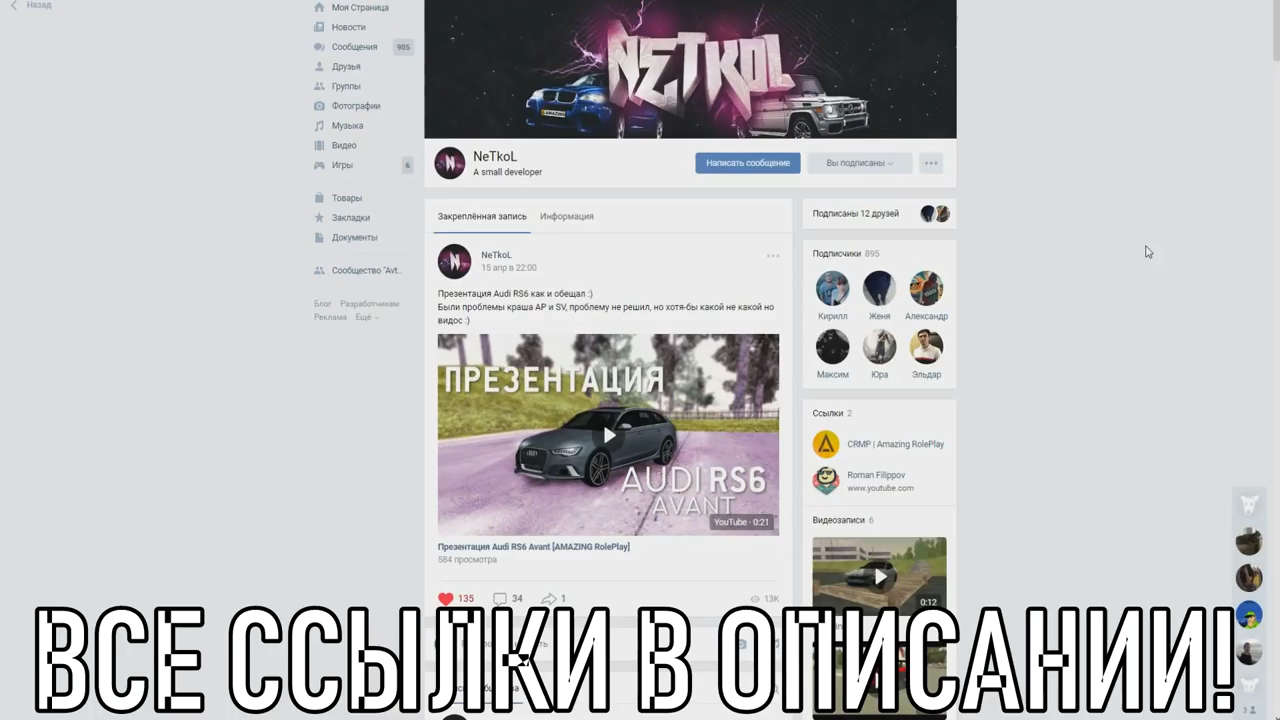 Назад
Моя Страница
Новости
Сообщения 905
Друзья
Группы
Фотографии
Музыка
Видео
Игры 6
Товары
Закладки
Документы
Сообщество "Avt..
Блог Разработчикам
Реклама Ещё
NETKOL
AMAZING
NeTkoL
A small developer
Написать сообщение
Вы подписаны
Закреплённая запись Информация
NeTkoL
15 апр в 22:00
Презентация Audi RS6 как и обещал :)
Были проблемы краша AP и SV, проблему не решил, но хотя-бы какой не какой но
видос :)
ПРЕЗЕНТАЦИЯ
AUDI RS6
AVANT
YouTube · 0:21
Презентация Audi RS6 Avant [AMAZING RolePlay]
584 просмотра
135 34 1 13K
Подписаны 12 друзей
Подписчики 895
Кирилл Женя Александр
Максим Юра Эльдар
Ссылки 2
CRMP | Amazing RolePlay
Roman Filippov
www.youtube.com
Видеозаписи 6
0:12
ВСЕ ССЫЛКИ В ОПИСАНИИ!
3